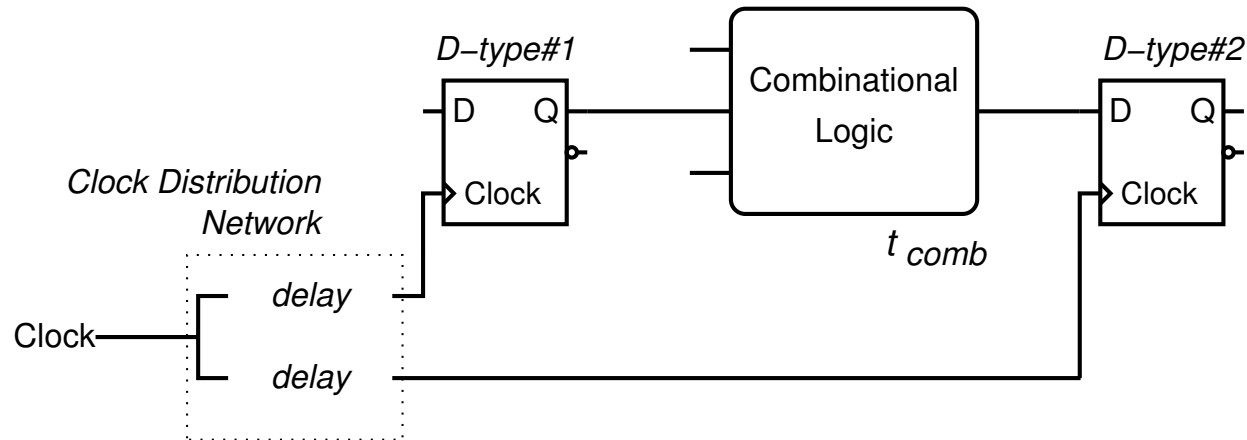 D−type#1
D Q
Clock
Combinational
Logic
t comb
D−type#2
D Q
Clock
Clock Distribution
Network
delay
Clock
delay